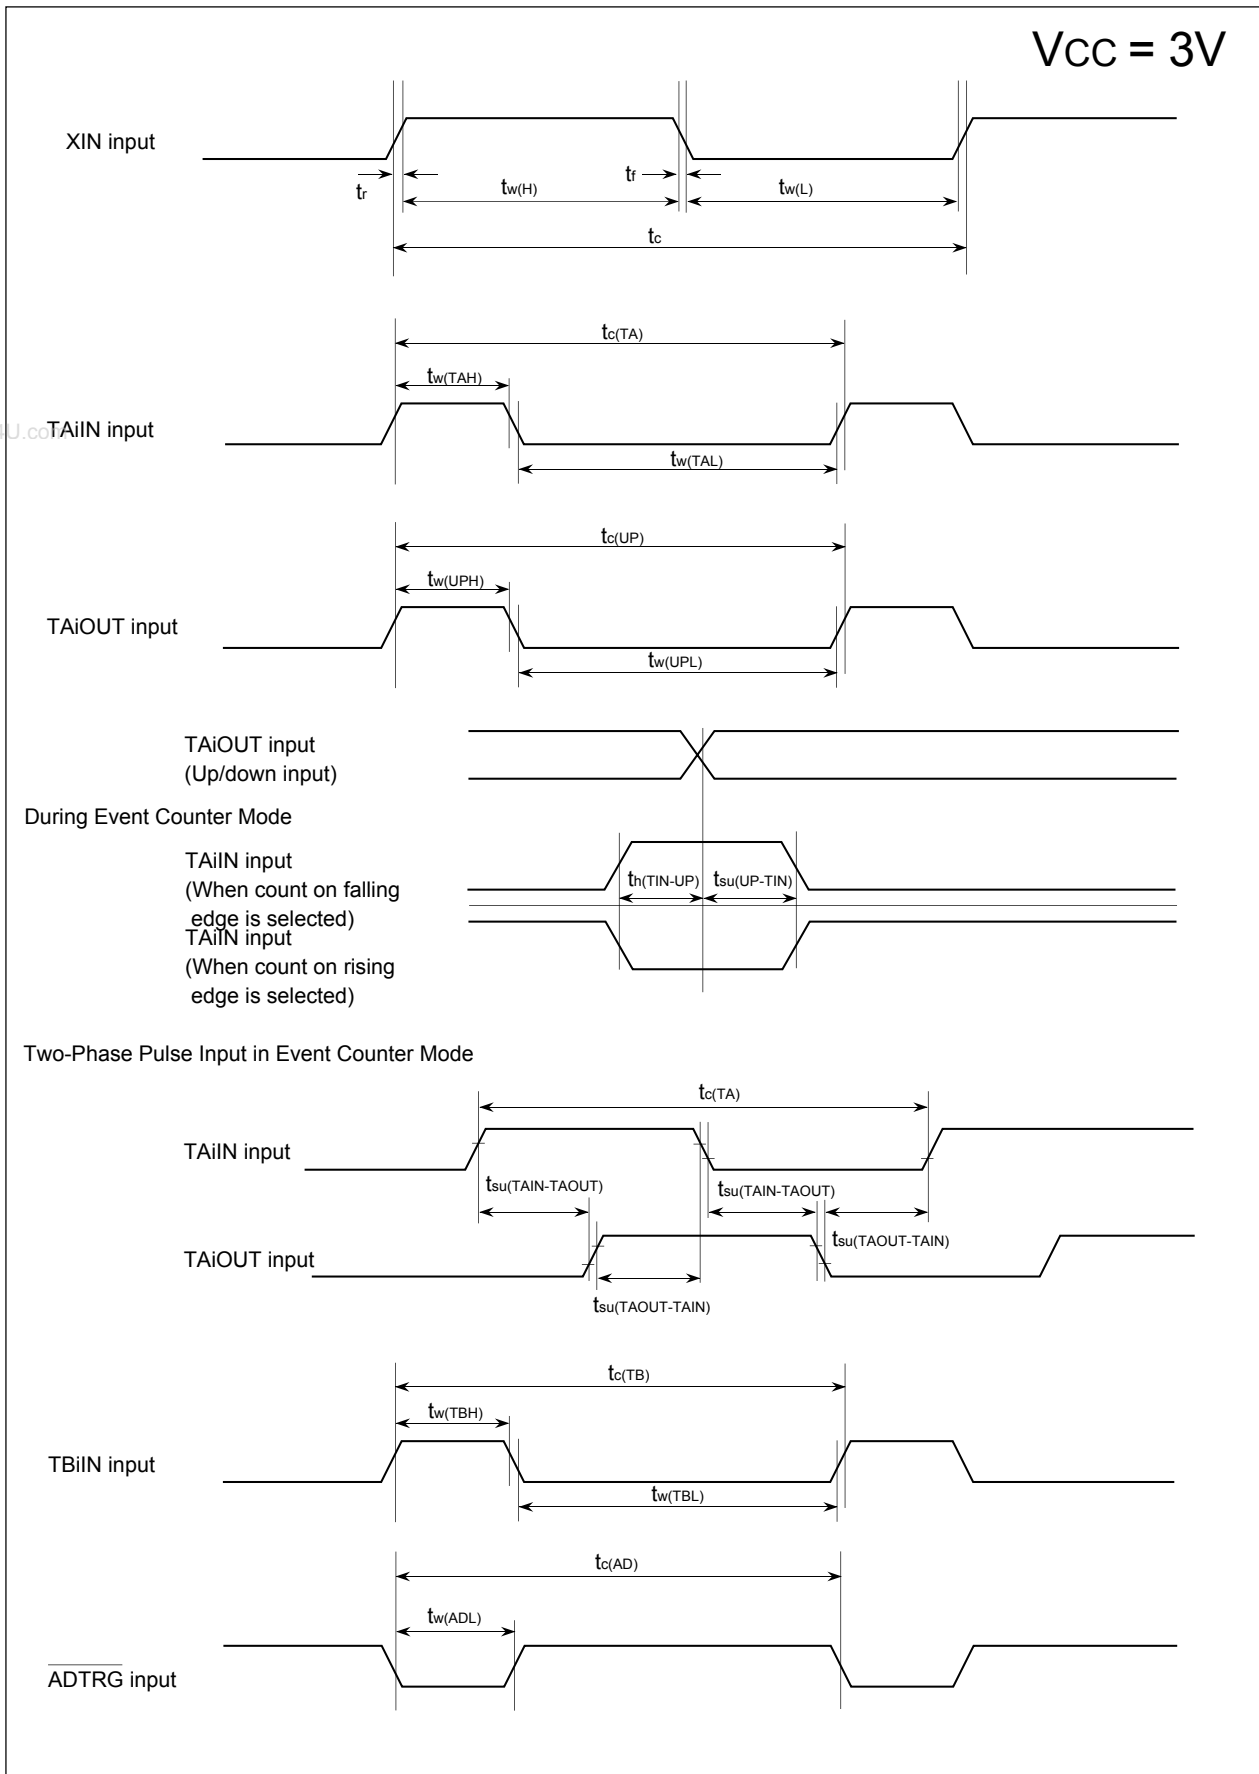 VCC = 3V
XIN input
tr
tw(H)
tf
tw(L)
tc
tc(TA)
tw(TAH)
4U.com
TAiIN input
tw(TAL)
tc(UP)
tw(UPH)
TAiOUT input
tw(UPL)
TAiOUT input
(Up/down input)
During Event Counter Mode
TAiIN input
(When count on falling
edge is selected)
th(TIN-UP)
tsu(UP-TIN)
TAiIN input
(When count on rising
edge is selected)
Two-Phase Pulse Input in Event Counter Mode
tc(TA)
TAiIN input
tsu(TAIN-TAOUT)
tsu(TAIN-TAOUT)
tsu(TAOUT-TAIN)
TAiOUT input
tsu(TAOUT-TAIN)
tc(TB)
tw(TBH)
TBiIN input
tw(TBL)
tc(AD)
tw(ADL)
ADTRG input